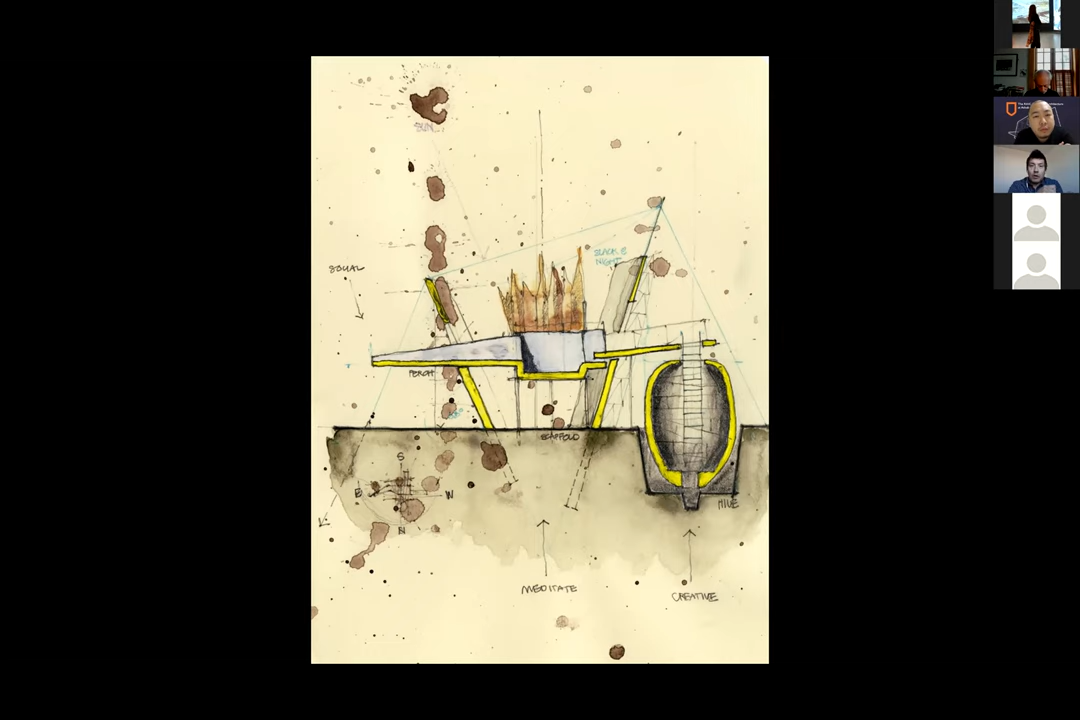 SUN
BLACK &
NIGHT
SOCIAL
PERCH
SCAFFOLD
S
E
W
N
HIVE
MEDITATE
CREATIVE